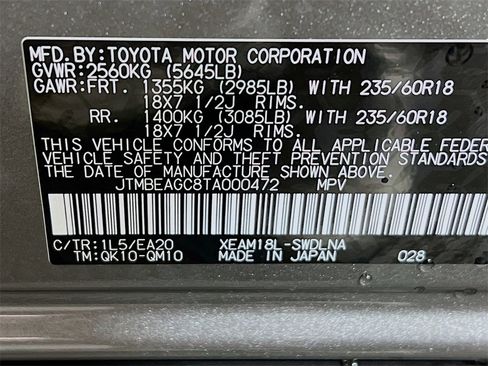 MFD.BY:TOYOTA MOTOR CORPORATION
GVWR:2560KG (5645LB)
GAWR:FRT. 1355KG (2985LB) WITH 235/60R18
18X7 1/2J RIMS.
RR. 1400KG (3085LB) WITH 235/60R18
18X7 1/2J RIMS.
THIS VEHICLE CONFORMS TO ALL APPLICABLE FEDER
VEHICLE SAFETY AND THEFT PREVENTION STANDARD
THE DATE OF MANUFACTURE SHOWN ABOVE.
JTMBEAGC8TA000472 MPV
C/TR:1L5/EA20 XEAM18L-SWDLNA
TM:QK10-QM10 MADE IN JAPAN 028